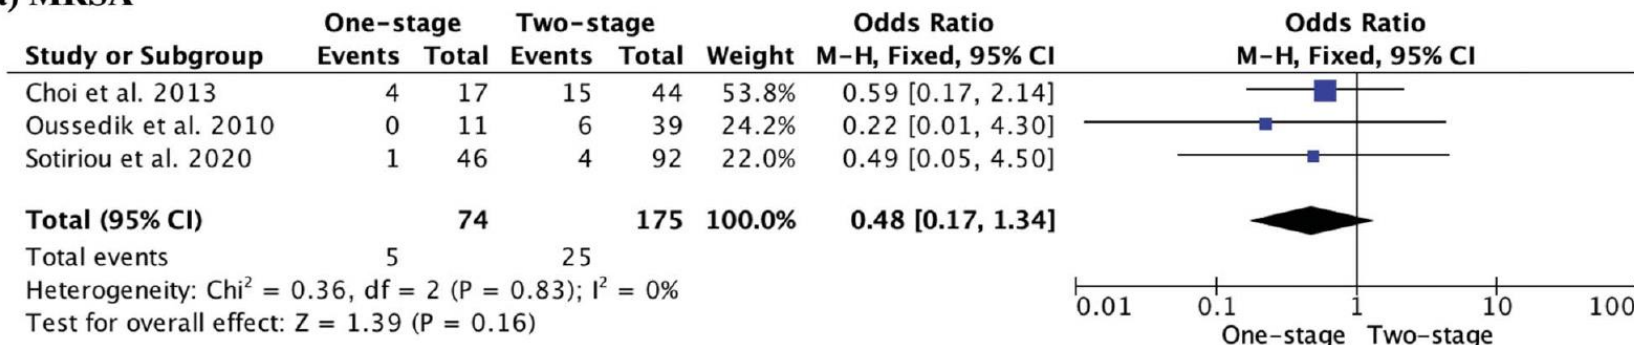 a) MRSA
One-stage Two-stage Odds Ratio Odds Ratio
Study or Subgroup Events Total Events Total Weight M-H, Fixed, 95% CI M-H, Fixed, 95% CI
Choi et al. 2013 4 17 15 44 53.8% 0.59 [0.17, 2.14]
Oussedik et al. 2010 0 11 6 39 24.2% 0.22 [0.01, 4.30]
Sotiriou et al. 2020 1 46 4 92 22.0% 0.49 [0.05, 4.50]
Total (95% CI) 74 175 100.0% 0.48 [0.17, 1.34]
Total events 5 25
Heterogeneity: Chi² = 0.36, df = 2 (P = 0.83); I² = 0%
Test for overall effect: Z = 1.39 (P = 0.16)
0.01 0.1 1 10 100
One-stage Two-stage